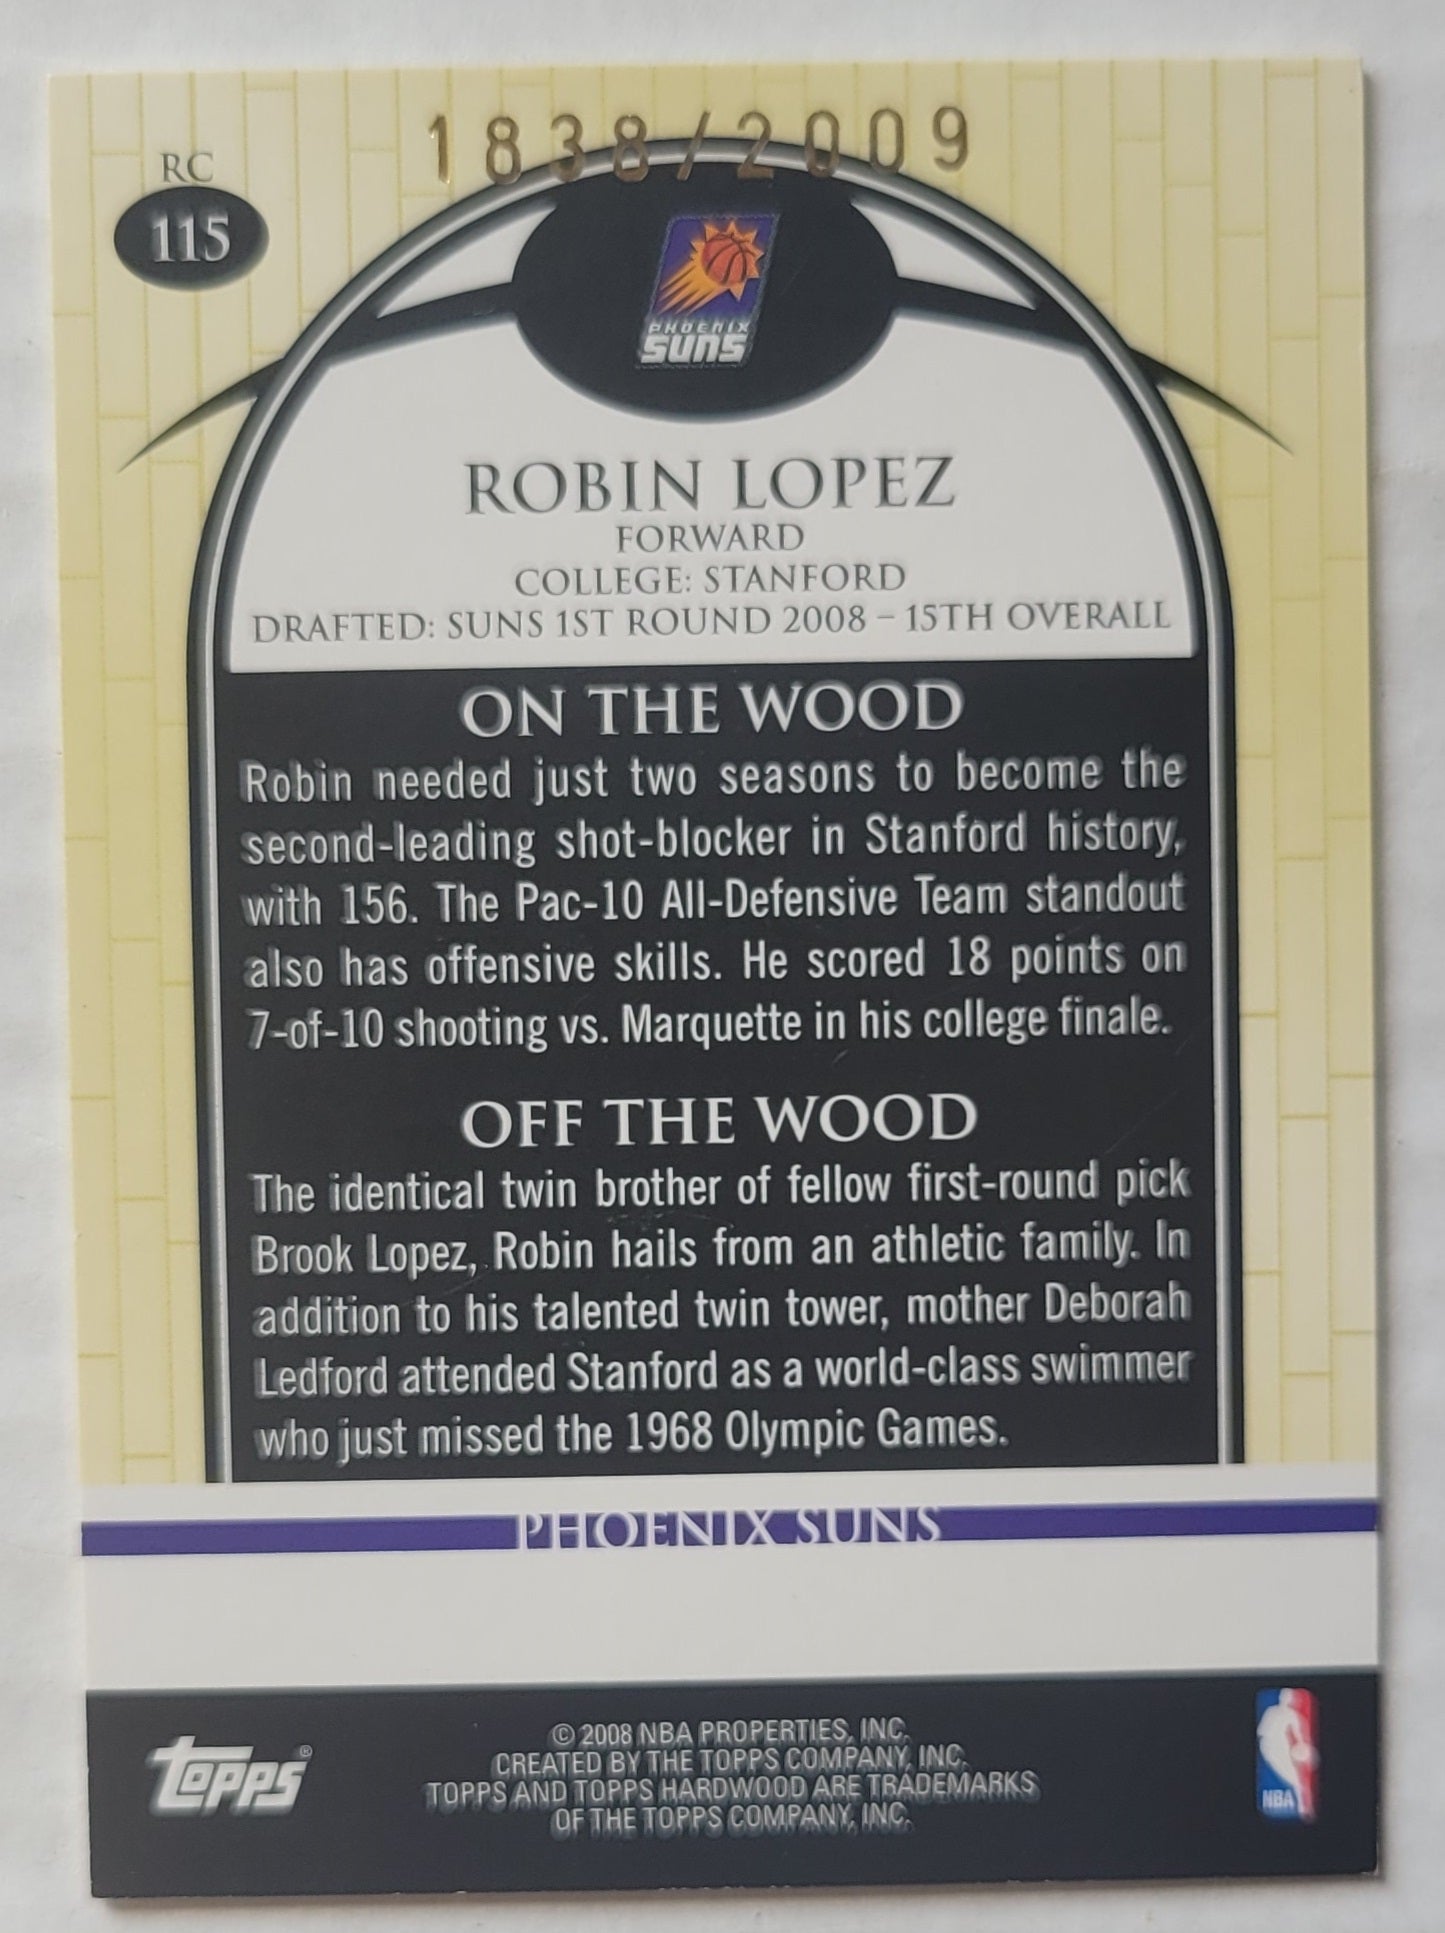 1838/2009
RC
115
PHOENIX
SUNS
ROBIN LOPEZ
FORWARD
COLLEGE: STANFORD
DRAFTED: SUNS 1ST ROUND 2008 – 15TH OVERALL
ON THE WOOD
Robin needed just two seasons to become the
second-leading shot-blocker in Stanford history,
with 156. The Pac-10 All-Defensive Team standout
also has offensive skills. He scored 18 points on
7-of-10 shooting vs. Marquette in his college finale.
OFF THE WOOD
The identical twin brother of fellow first-round pick
Brook Lopez, Robin hails from an athletic family. In
addition to his talented twin tower, mother Deborah
Ledford attended Stanford as a world-class swimmer
who just missed the 1968 Olympic Games.
PHOENIX SUNS
topps®
© 2008 NBA PROPERTIES, INC.
CREATED BY THE TOPPS COMPANY, INC.
TOPPS AND TOPPS HARDWOOD ARE TRADEMARKS
OF THE TOPPS COMPANY, INC.
NBA